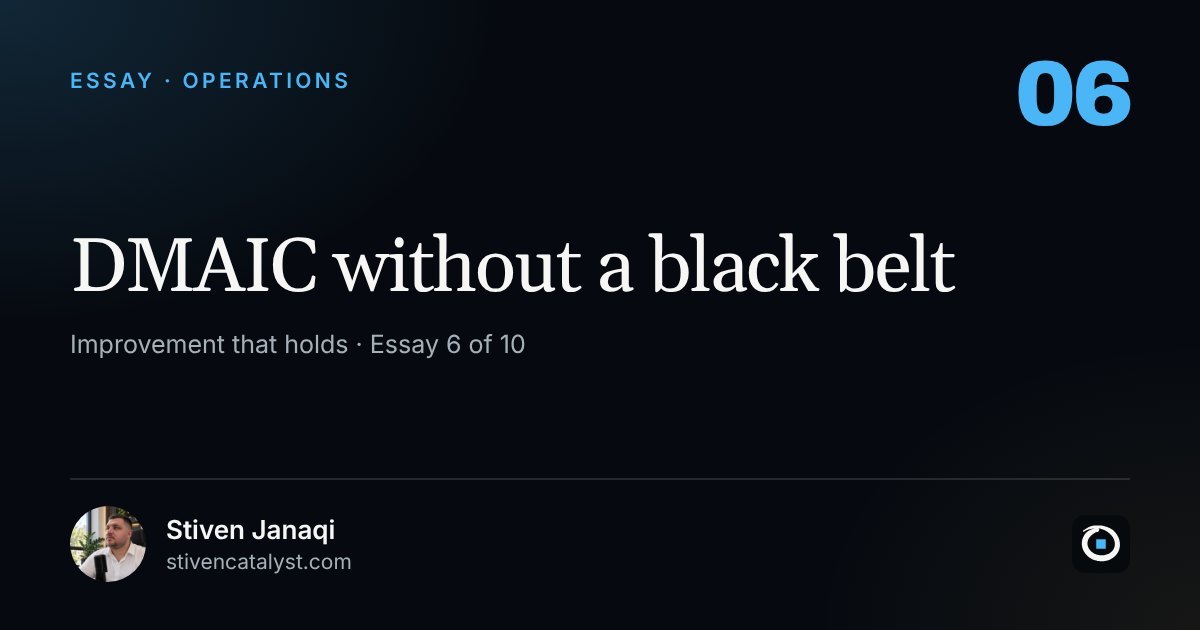 ESSAY · OPERATIONS
06
DMAIC without a black belt
Improvement that holds · Essay 6 of 10
Stiven Janaqi
stivencatalyst.com